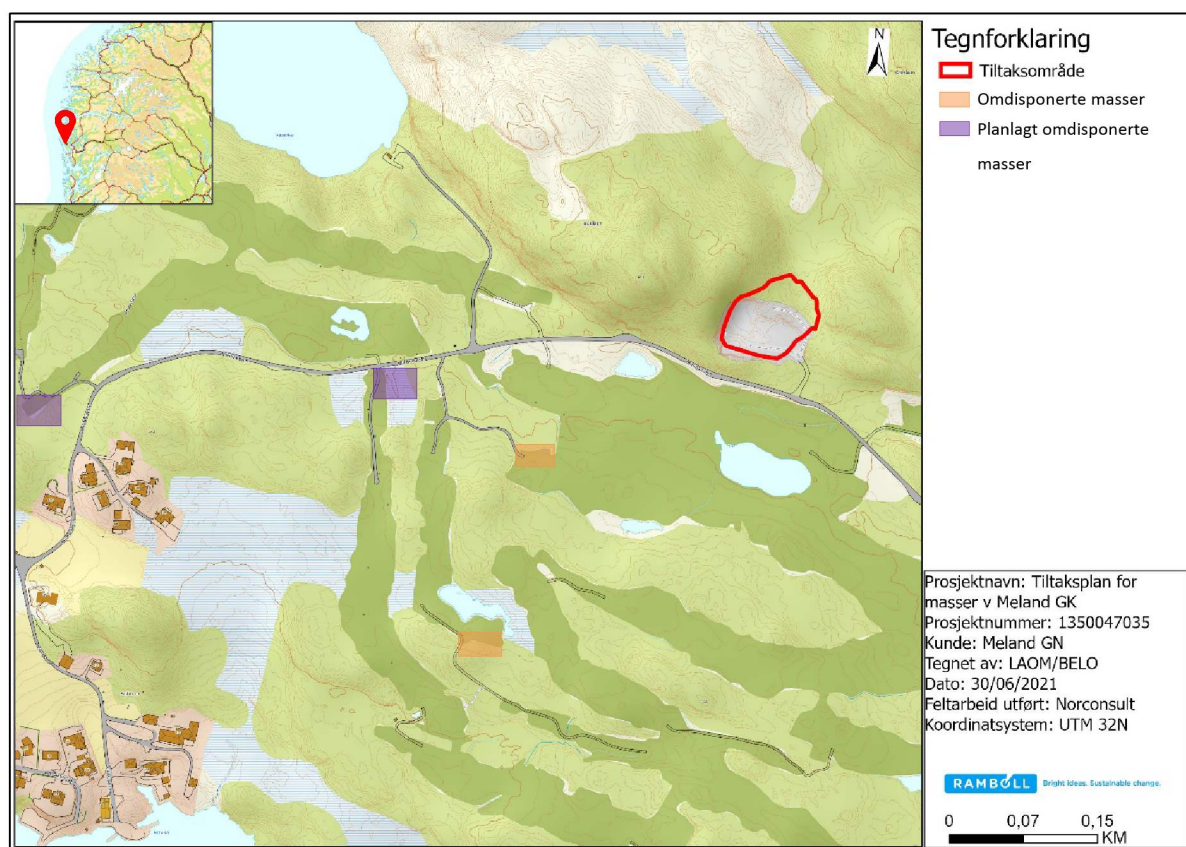 N
Tegnforklaring
Tiltaksområde
Omdisponerte masser
Planlagt omdisponerte
masser
Prosjektnavn: Tiltaksplan for
masser v Meland GK
Prosjektnummer: 1350047035
Kunde: Meland GN
Tegnet av: LAOM/BELO
Dato: 30/06/2021
Feltarbeid utført: Norconsult
Koordinatsystem: UTM 32N
RAMBOLL Bright ideas. Sustainable change.
0 0,07 0,15
KM